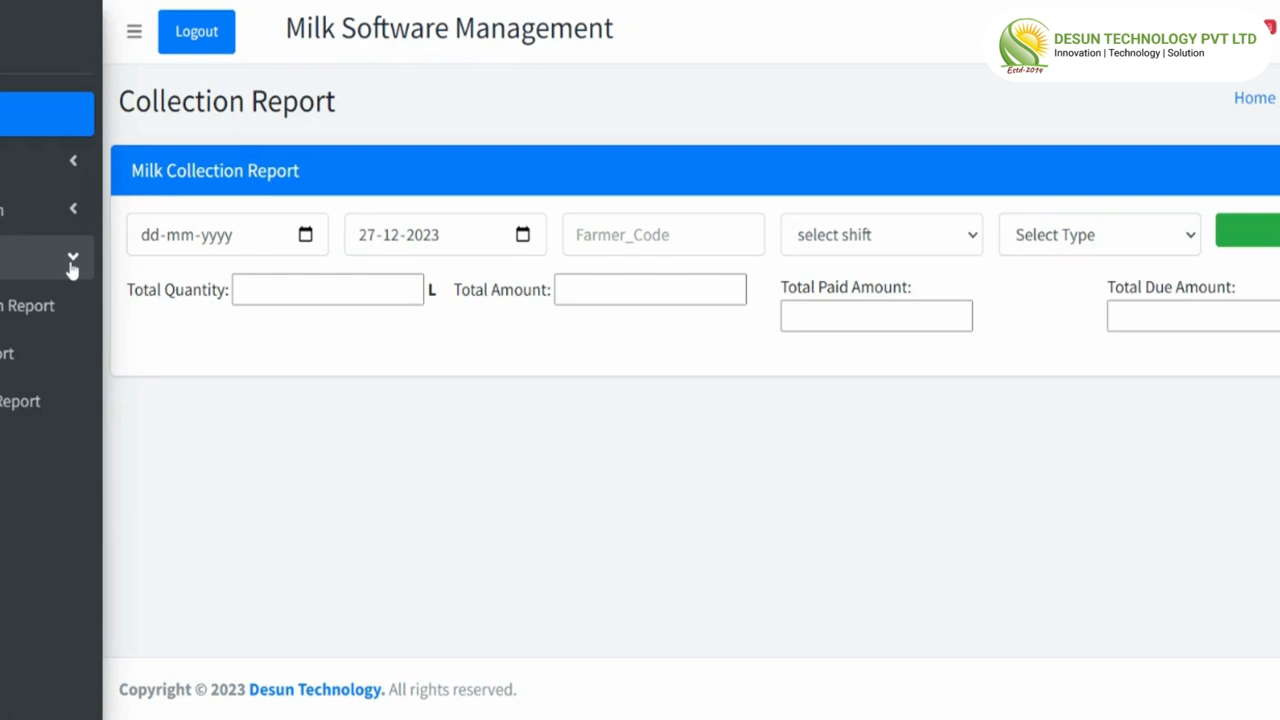 Logout
Milk Software Management
DESUN TECHNOLOGY PVT LTD
Innovation | Technology | Solution
Estd-2014
Collection Report
Home
Milk Collection Report
dd-mm-yyyy
27-12-2023
Farmer_Code
select shift
Select Type
Total Quantity:
L
Total Amount:
Total Paid Amount:
Total Due Amount:
Report
Report
Copyright © 2023 Desun Technology. All rights reserved.